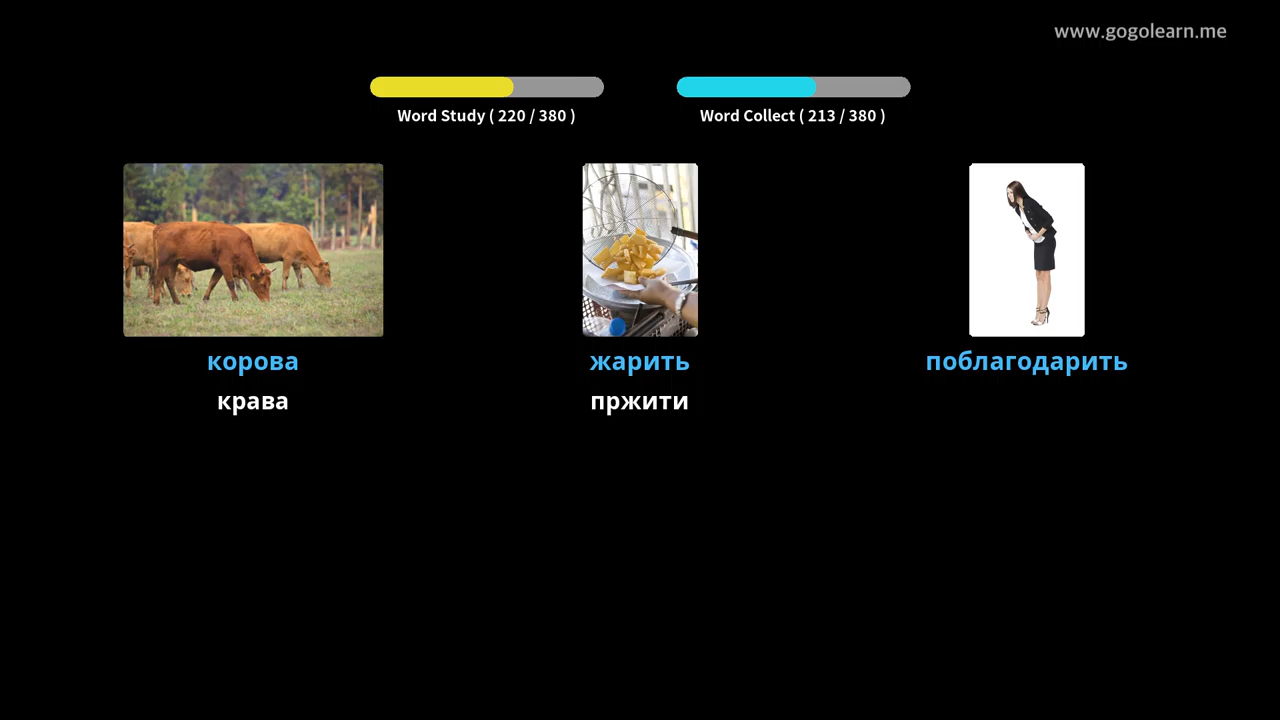 www.gogolearn.me
Word Study ( 220 / 380 )
Word Collect ( 213 / 380 )
корова
жарить
поблагодарить
крава
пржити